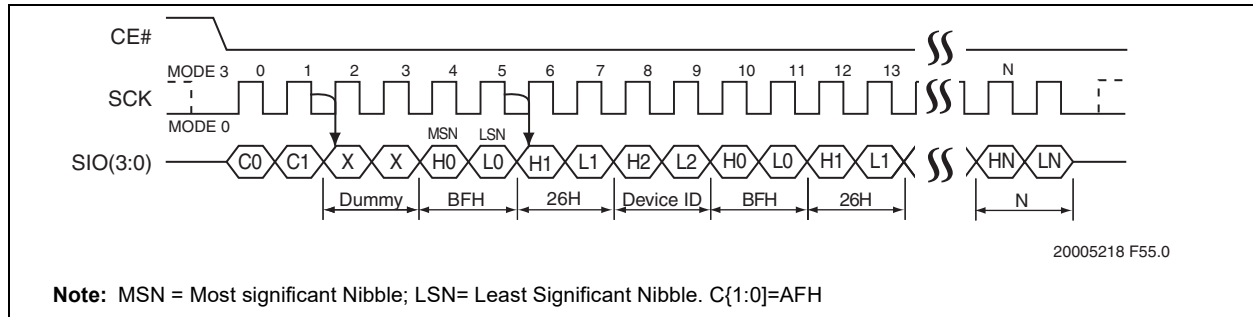 CE#
MODE 3 0 1 2 3 4 5 6 7 8 9 10 11 12 13 N
SCK
MODE 0
MSN LSN
SIO(3:0) C0 C1 X X H0 L0 H1 L1 H2 L2 H0 L0 H1 L1 HN LN
Dummy BFH 26H Device ID BFH 26H N
20005218 F55.0
Note: MSN = Most significant Nibble; LSN= Least Significant Nibble. C{1:0]=AFH